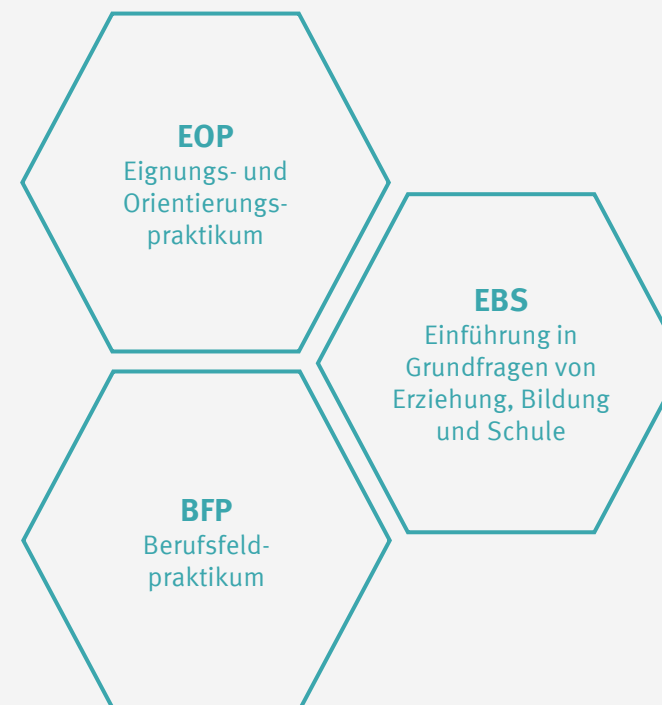 EOP
Eignungs- und
Orientierungs-
praktikum
EBS
Einführung in
Grundfragen von
Erziehung, Bildung
und Schule
BFP
Berufsfeld-
praktikum